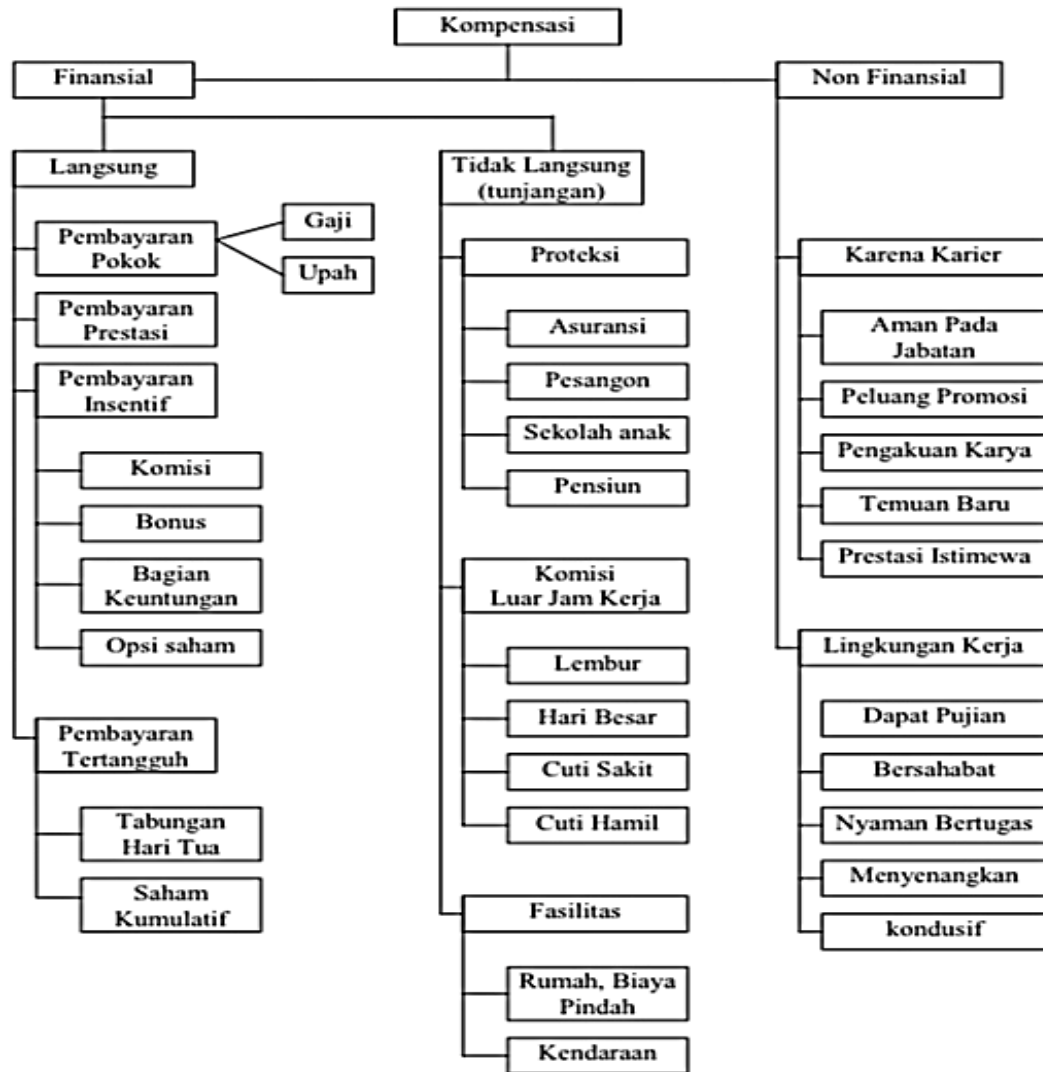 Kompensasi
Finansial
Non Finansial
Langsung
Pembayaran
Pokok
Gaji
Upah
Pembayaran
Prestasi
Pembayaran
Insentif
Komisi
Bonus
Bagian
Keuntungan
Opsi saham
Pembayaran
Tertangguh
Tabungan
Hari Tua
Saham
Kumulatif
Tidak Langsung
(tunjangan)
Proteksi
Asuransi
Pesangon
Sekolah anak
Pensiun
Komisi
Luar Jam Kerja
Lembur
Hari Besar
Cuti Sakit
Cuti Hamil
Fasilitas
Rumah, Biaya
Pindah
Kendaraan
Karena Karier
Aman Pada
Jabatan
Peluang Promosi
Pengakuan Karya
Temuan Baru
Prestasi Istimewa
Lingkungan Kerja
Dapat Pujian
Bersahabat
Nyaman Bertugas
Menyenangkan
kondusif